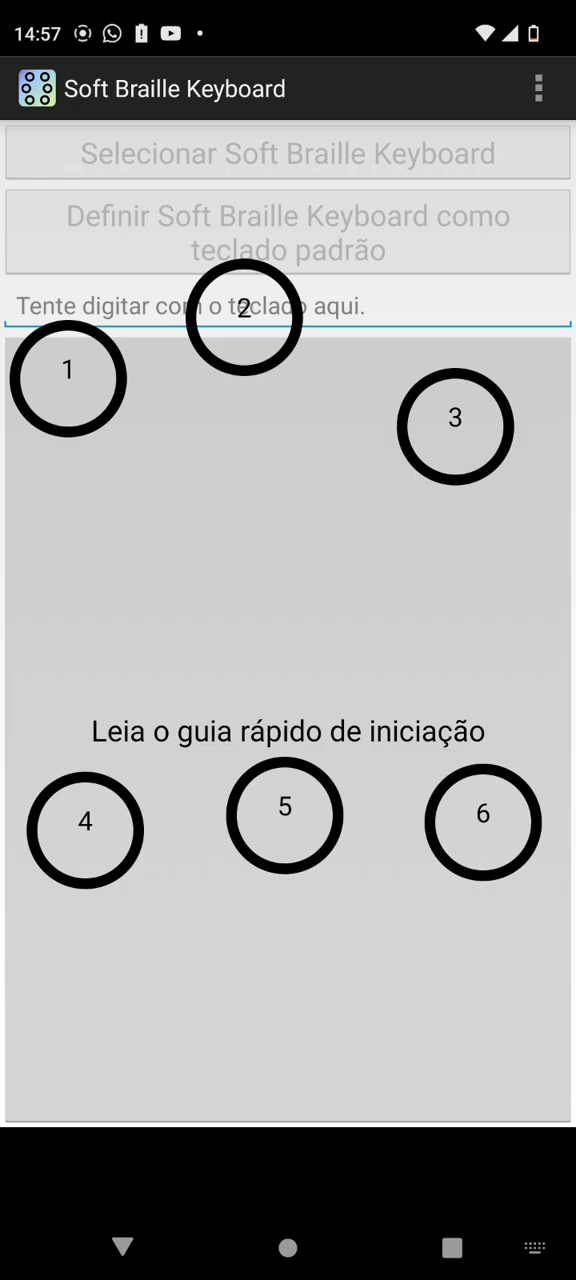 14:57
Soft Braille Keyboard
Selecionar Soft Braille Keyboard
Definir Soft Braille Keyboard como
teclado padrão
Tente digitar com o teclado aqui.
2
1
3
Leia o guia rápido de iniciação
4
5
6